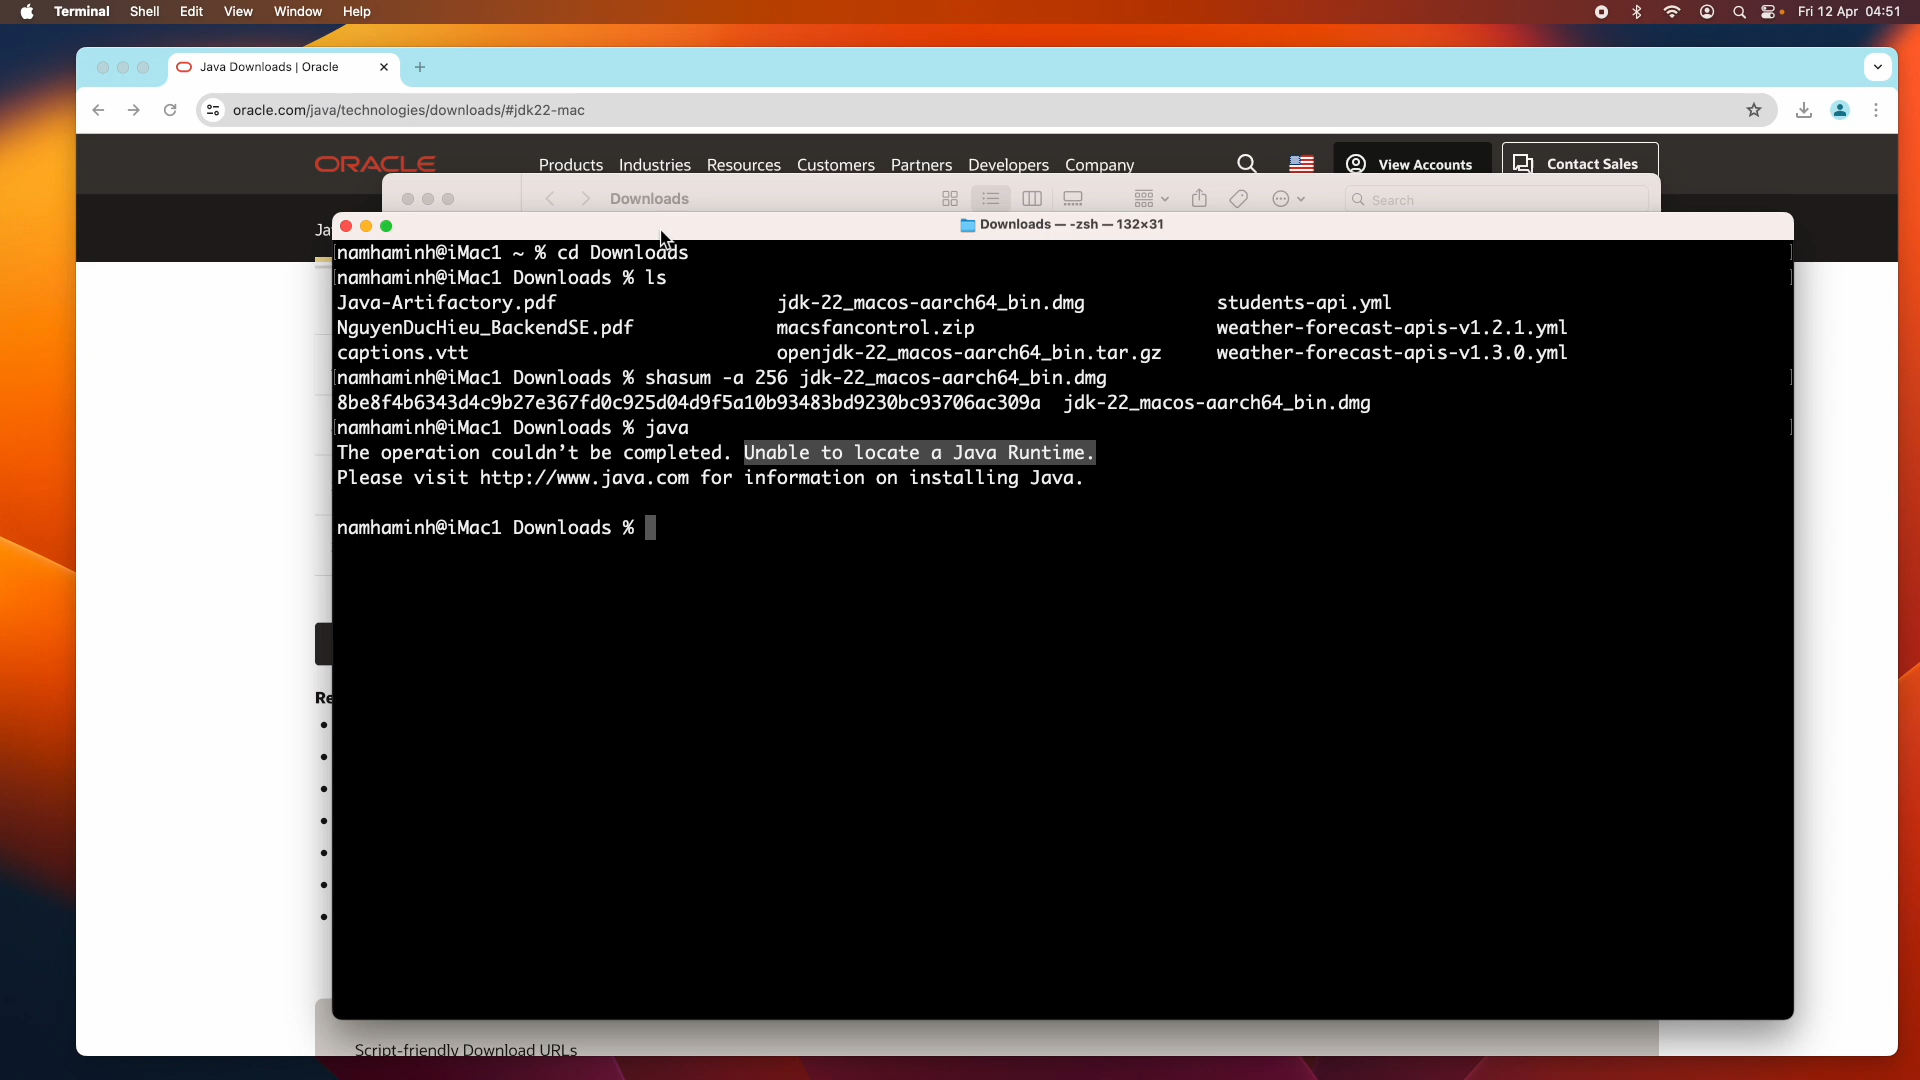 Terminal Shell Edit View Window Help Fri 12 Apr 04:51
Java Downloads | Oracle
oracle.com/java/technologies/downloads/#jdk22-mac
ORACLE Products Industries Resources Customers Partners Developers Company View Accounts Contact Sales
Downloads Search
Ja
Downloads — -zsh — 132×31
namhaminh@iMac1 ~ % cd Downloads
namhaminh@iMac1 Downloads % ls
Java-Artifactory.pdf jdk-22_macos-aarch64_bin.dmg students-api.yml
NguyenDucHieu_BackendSE.pdf macsfancontrol.zip weather-forecast-apis-v1.2.1.yml
captions.vtt openjdk-22_macos-aarch64_bin.tar.gz weather-forecast-apis-v1.3.0.yml
namhaminh@iMac1 Downloads % shasum -a 256 jdk-22_macos-aarch64_bin.dmg
8be8f4b6343d4c9b27e367fd0c925d04d9f5a10b93483bd9230bc93706ac309a jdk-22_macos-aarch64_bin.dmg
namhaminh@iMac1 Downloads % java
The operation couldn’t be completed. Unable to locate a Java Runtime.
Please visit http://www.java.com for information on installing Java.
namhaminh@iMac1 Downloads %
Re
Script-friendly Download URLs